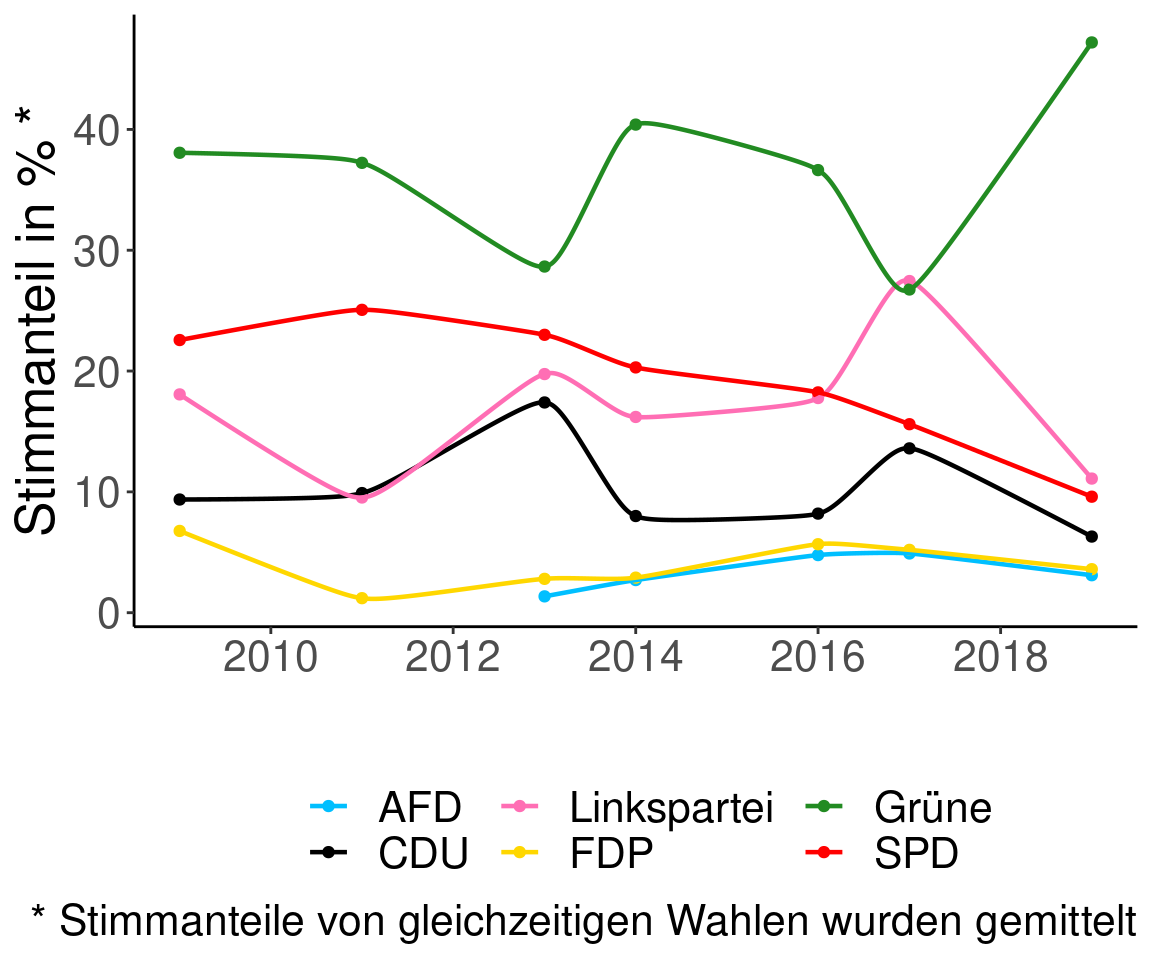 Stimmanteil in % *
40
30
20
10
0
2010 2012 2014 2016 2018
AFD Linkspartei Grüne
CDU FDP SPD
* Stimmanteile von gleichzeitigen Wahlen wurden gemittelt